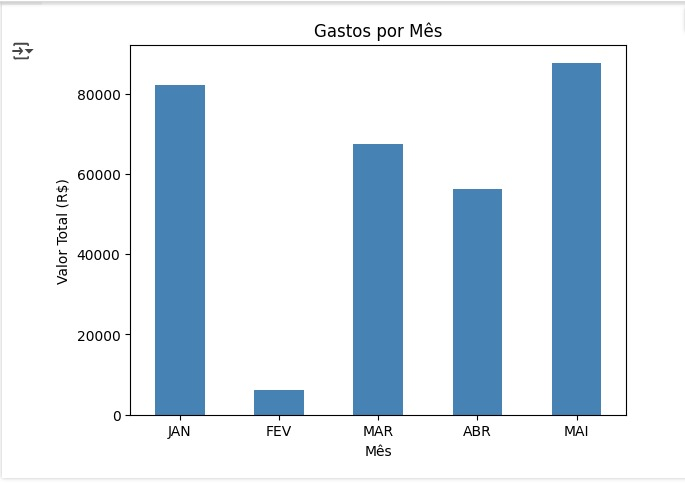 Gastos por Mês
Valor Total (R$)
80000
60000
40000
20000
0
JAN FEV MAR ABR MAI
Mês